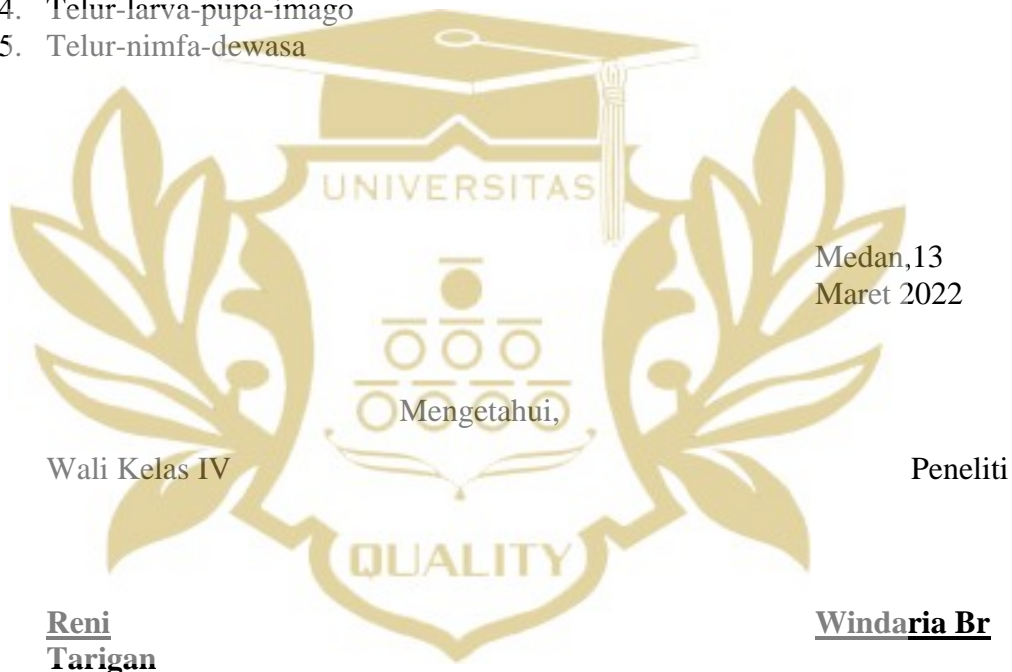 4. Telur-larva-pupa-imago
5. Telur-nimfa-dewasa
UNIVERSITAS
Medan,13
Maret 2022
Mengetahui,
Wali Kelas IV Peneliti
QUALITY
Reni Windaria Br
Tarigan